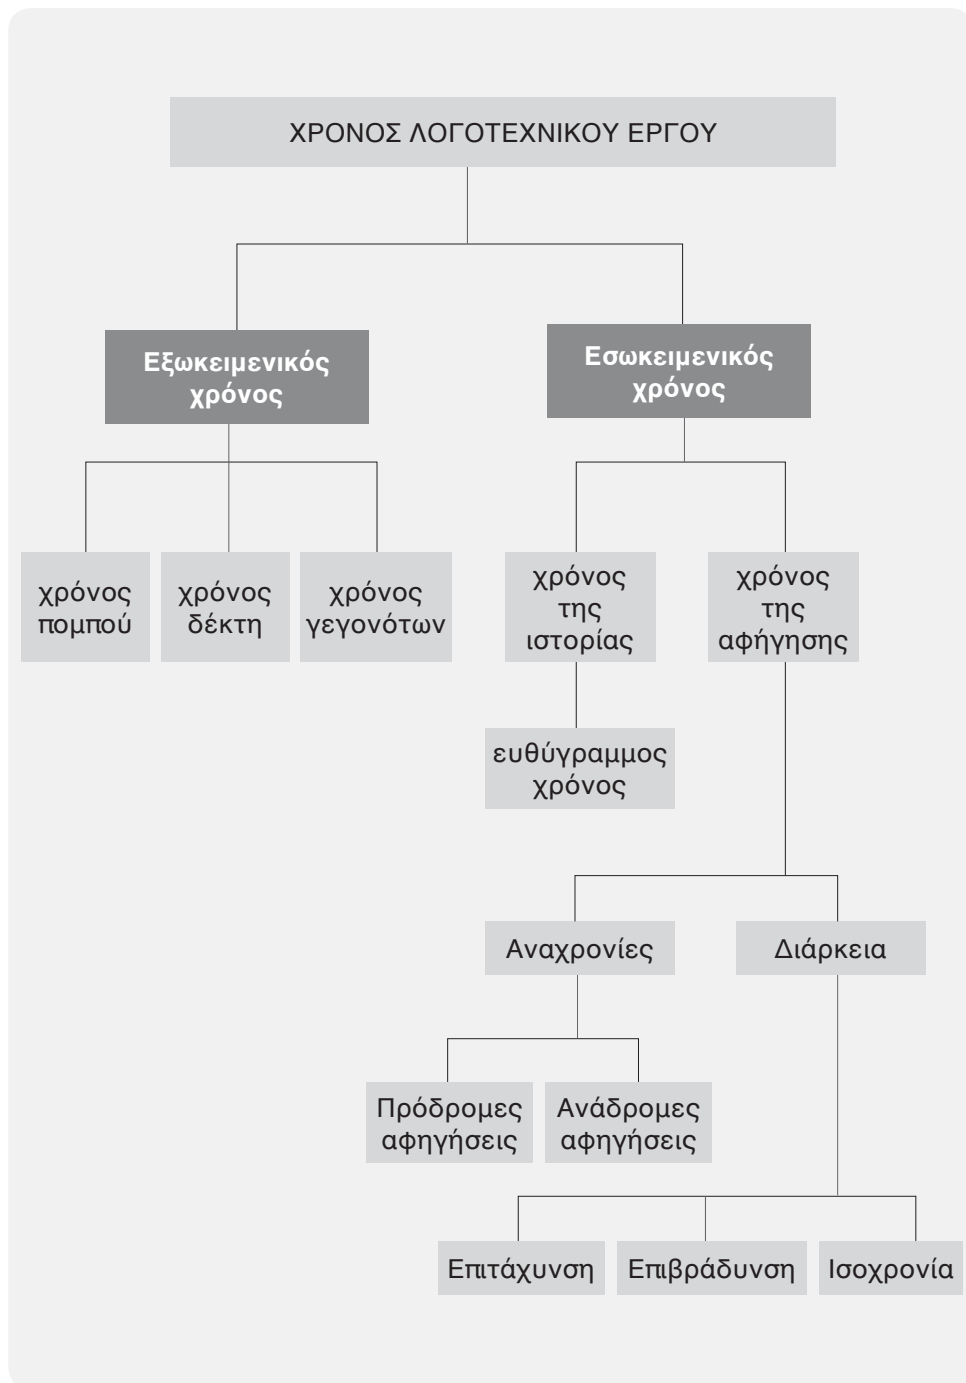 ΧΡΟΝΟΣ ΛΟΓΟΤΕΧΝΙΚΟΥ ΕΡΓΟΥ
Εξωκειμενικός
χρόνος
Εσωκειμενικός
χρόνος
χρόνος
πομπού
χρόνος
δέκτη
χρόνος
γεγονότων
χρόνος
της
ιστορίας
χρόνος
της
αφήγησης
ευθύγραμμος
χρόνος
Αναχρονίες
Διάρκεια
Πρόδρομες
αφηγήσεις
Ανάδρομες
αφηγήσεις
Επιτάχυνση
Επιβράδυνση
Ισοχρονία